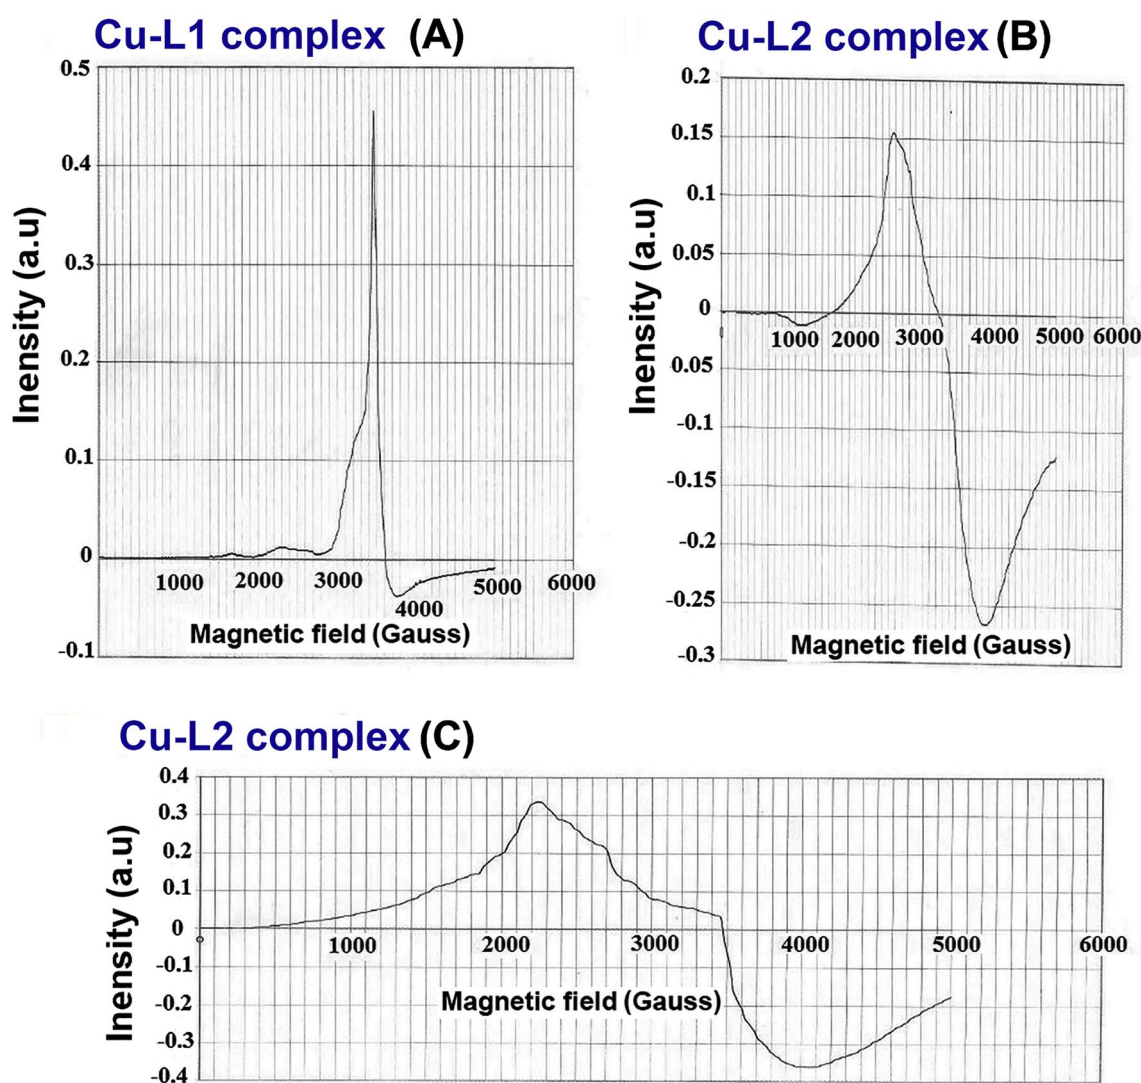 Cu-L1 complex (A)
0.5
0.4
0.3
0.2
0.1
0
-0.1
Inensity (a.u)
1000 2000 3000 4000 5000 6000
Magnetic field (Gauss)
Cu-L2 complex (B)
0.2
0.15
0.1
0.05
0
0.05
-0.1
-0.15
-0.2
-0.25
-0.3
Inensity (a.u)
0 1000 2000 3000 4000 5000 6000
Magnetic field (Gauss)
Cu-L2 complex (C)
0.4
0.3
0.2
0.1
0
-0.1
-0.2
-0.3
-0.4
Inensity (a.u)
0 1000 2000 3000 4000 5000 6000
Magnetic field (Gauss)